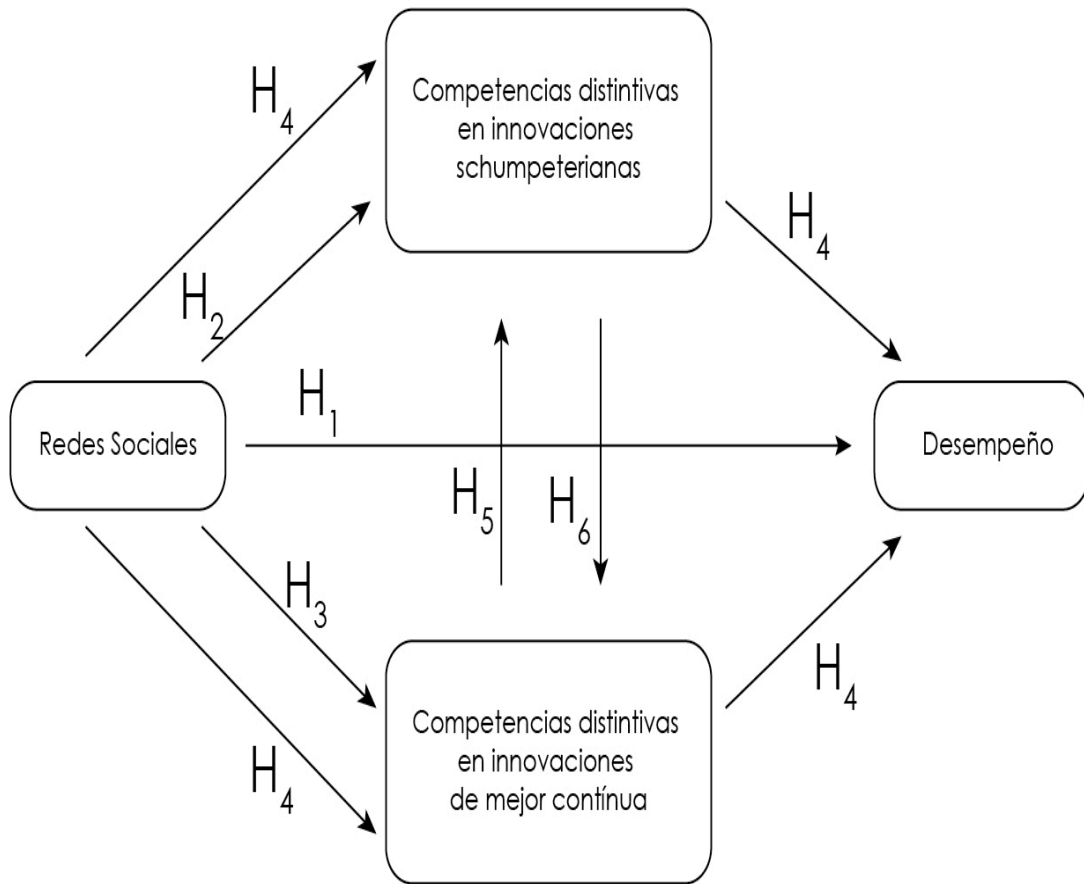 Competencias distintivas
en innovaciones
schumpeterianas
H4
H4
H2
H1
Redes Sociales
Desempeño
H5
H6
H3
H4
Competencias distintivas
en innovaciones
de mejor contínua
H4